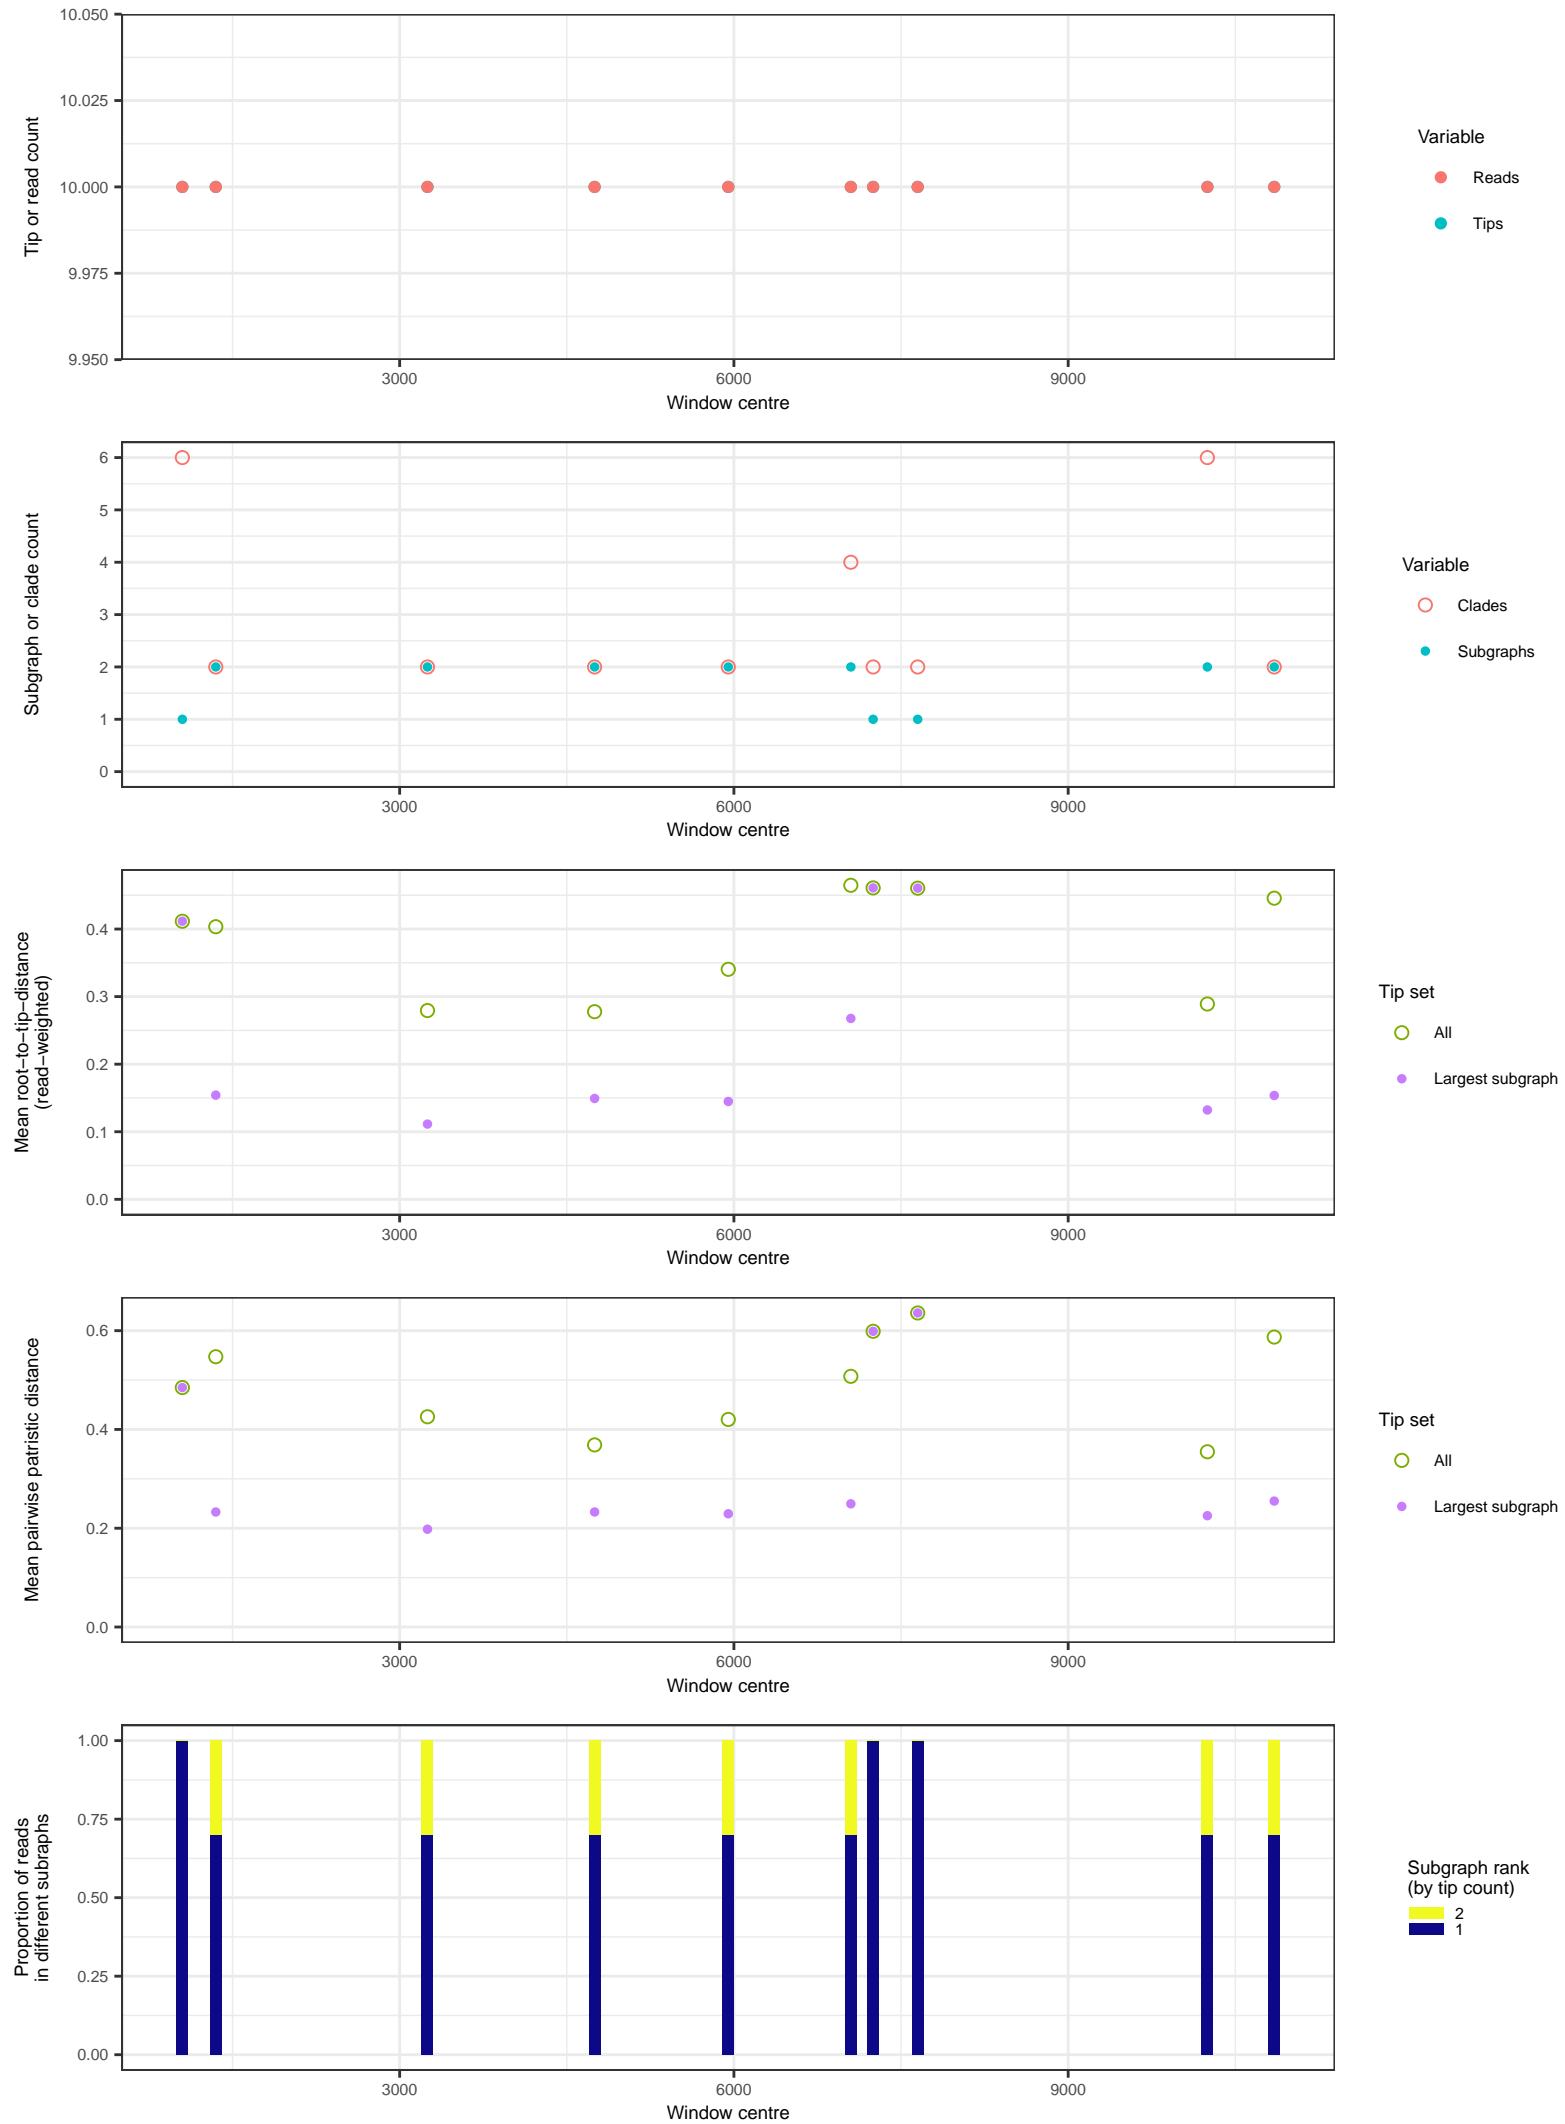 10.050
10.025
10.000
9.975
9.950
Tip or read count
3000 6000 9000
Window centre
Variable
Reads
Tips
6
5
4
3
2
1
0
Subgraph or clade count
3000 6000 9000
Window centre
Variable
Clades
Subgraphs
0.4
0.3
0.2
0.1
0.0
Mean root−to−tip−distance
(read−weighted)
3000 6000 9000
Window centre
Tip set
All
Largest subgraph
0.6
0.4
0.2
0.0
Mean pairwise patristic distance
3000 6000 9000
Window centre
Tip set
All
Largest subgraph
1.00
0.75
0.50
0.25
0.00
Proportion of reads
in different subraphs
3000 6000 9000
Window centre
Subgraph rank
(by tip count)
2
1